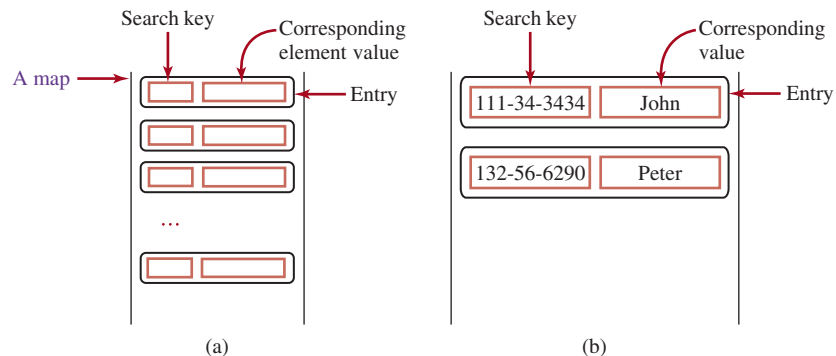 Search key
Corresponding
element value
A map
Entry
...
(a)
Search key
Corresponding
value
111-34-3434
John
Entry
132-56-6290
Peter
(b)